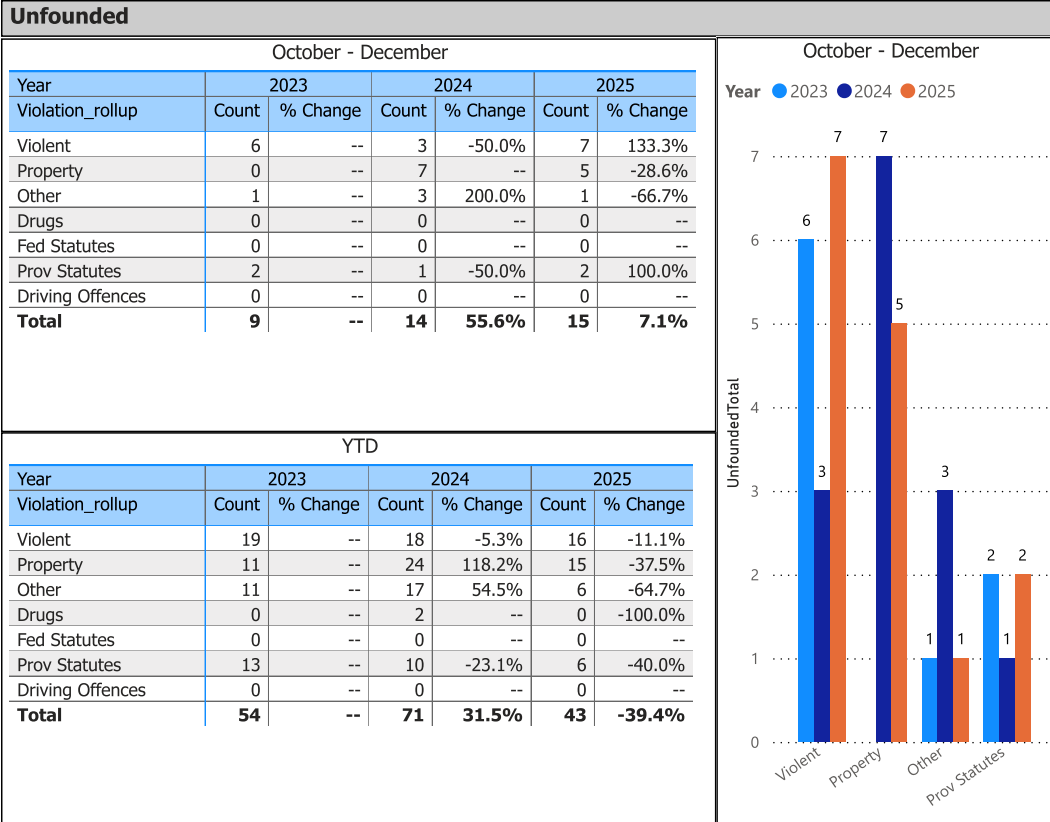 Unfounded
October - December
Year 2023 2024 2025
Violation_rollup Count % Change Count % Change Count % Change
Violent 6 -- 3 -50.0% 7 133.3%
Property 0 -- 7 -- 5 -28.6%
Other 1 -- 3 200.0% 1 -66.7%
Drugs 0 -- 0 -- 0 --
Fed Statutes 0 -- 0 -- 0 --
Prov Statutes 2 -- 1 -50.0% 2 100.0%
Driving Offences 0 -- 0 -- 0 --
Total 9 -- 14 55.6% 15 7.1%
YTD
Year 2023 2024 2025
Violation_rollup Count % Change Count % Change Count % Change
Violent 19 -- 18 -5.3% 16 -11.1%
Property 11 -- 24 118.2% 15 -37.5%
Other 11 -- 17 54.5% 6 -64.7%
Drugs 0 -- 2 -- 0 -100.0%
Fed Statutes 0 -- 0 -- 0 --
Prov Statutes 13 -- 10 -23.1% 6 -40.0%
Driving Offences 0 -- 0 -- 0 --
Total 54 -- 71 31.5% 43 -39.4%
October - December
Year 2023 2024 2025
UnfoundedTotal
7
6
5
4
3
2
1
0
6 3 7
7 5
1 3 1
2 1 2
Violent Property Other Prov Statutes